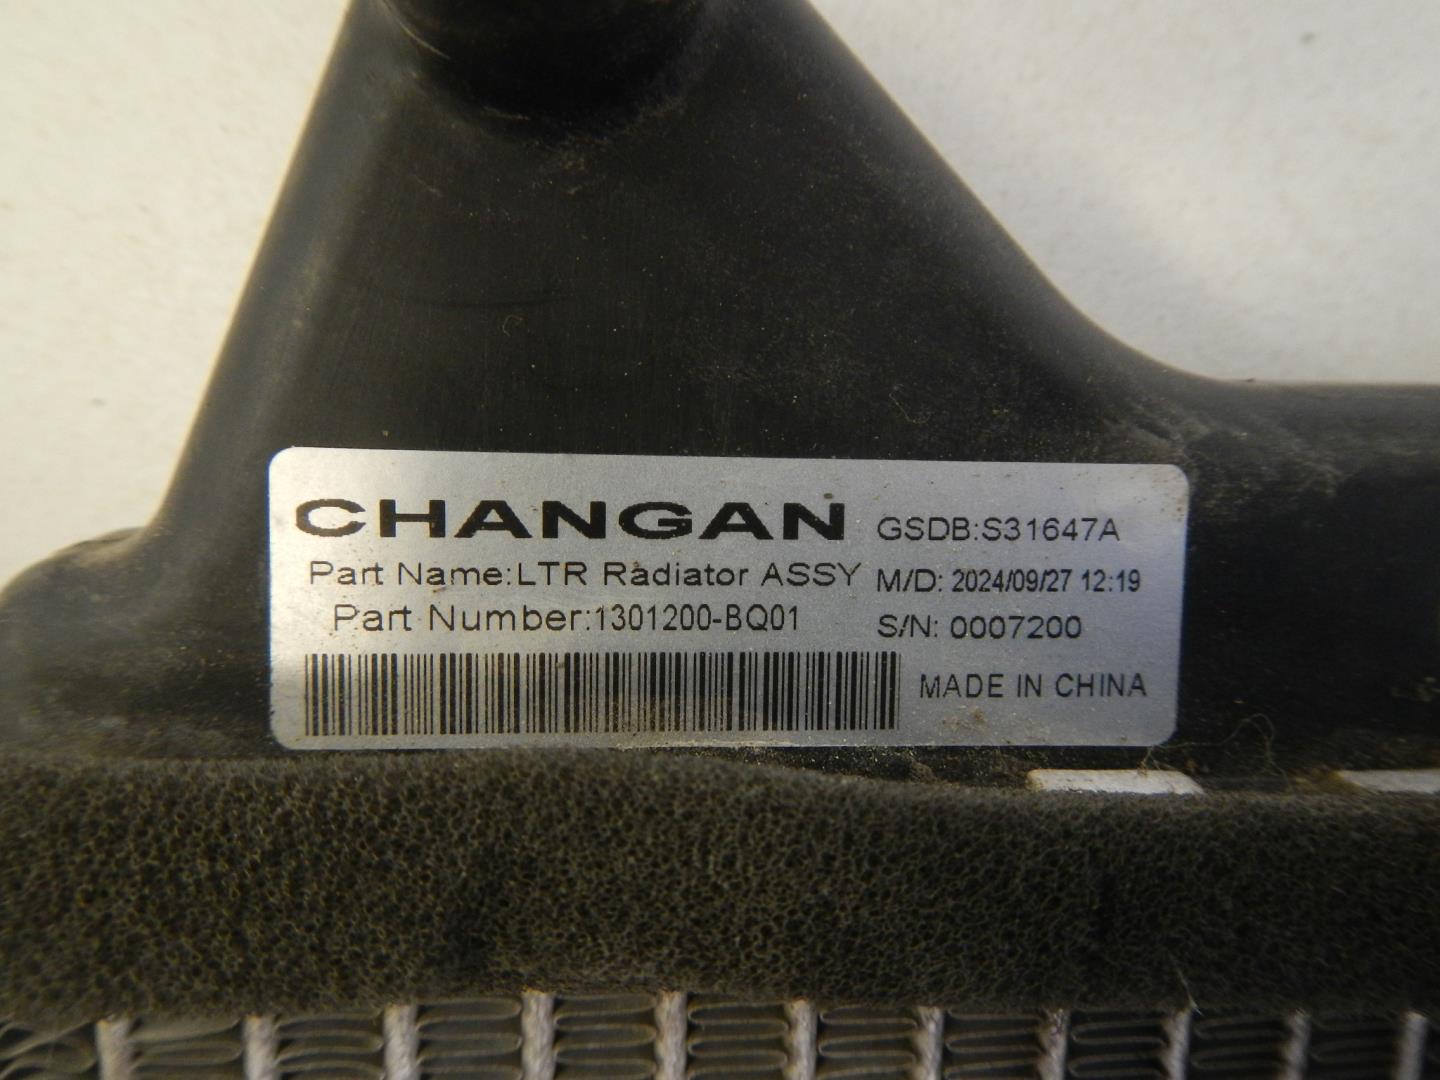 CHANGAN GSDB:S31647A
Part Name:LTR Radiator ASSY M/D: 2024/09/27 12:19
Part Number:1301200-BQ01 S/N: 0007200
MADE IN CHINA